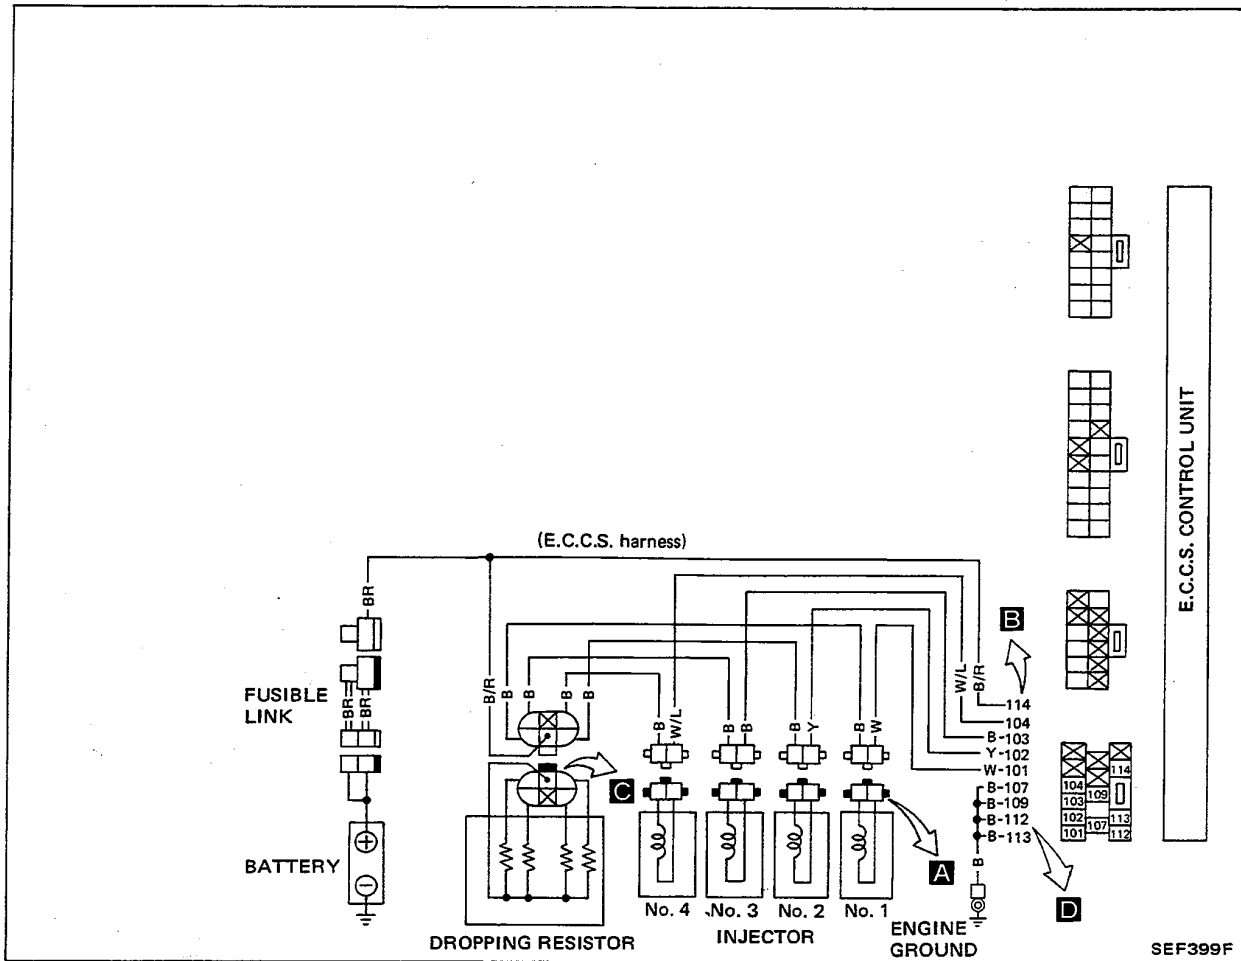 (E.C.C.S. harness)
E.C.C.S. CONTROL UNIT
BR
B
FUSIBLE
LINK
BR
BR
B/R
B
B
B
B
B
W/L
B
B
B
Y
B
W
W/L
B/R
114
104
B-103
Y-102
W-101
B-107
B-109
B-112
B-113
B
114
104
109
103
102
107
113
101
112
C
A
D
BATTERY
+
−
No. 4
No. 3
No. 2
No. 1
INJECTOR
DROPPING RESISTOR
ENGINE
GROUND
SEF399F